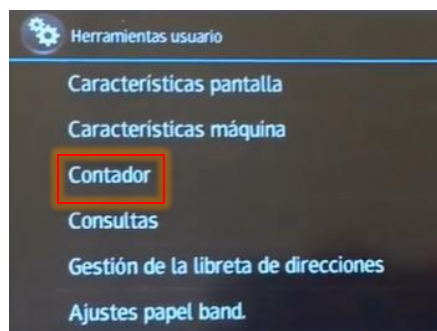 Herramientas usuario
Características pantalla
Características máquina
Contador
Consultas
Gestión de la libreta de direcciones
Ajustes papel band.